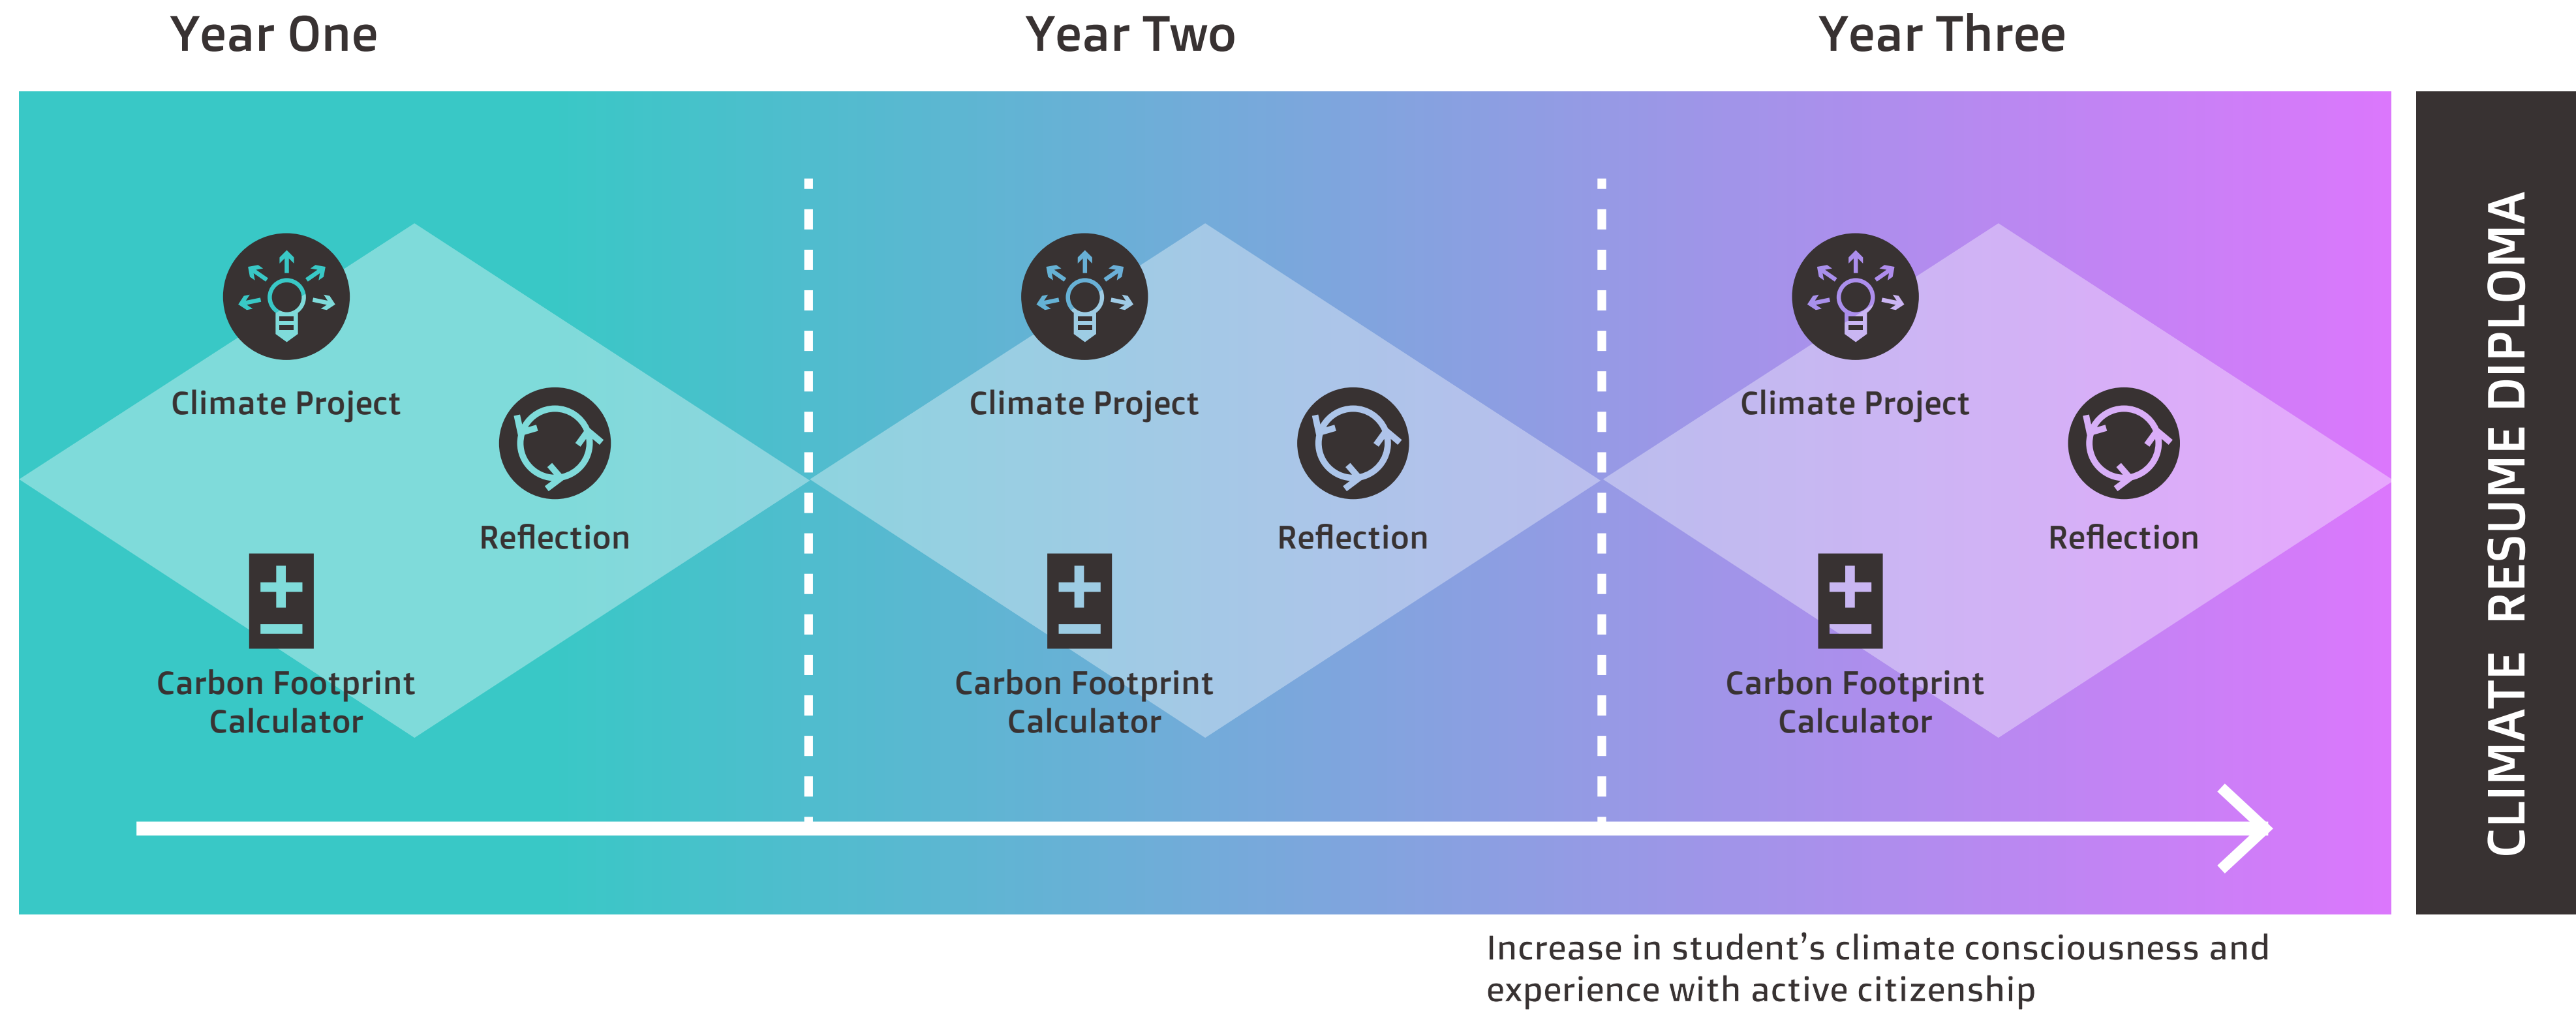 Year One
Year Two
Year Three
Climate Project
Reflection
Carbon Footprint
Calculator
Climate Project
Reflection
Carbon Footprint
Calculator
Climate Project
Reflection
Carbon Footprint
Calculator
CLIMATE RESUME DIPLOMA
Increase in student’s climate consciousness and
experience with active citizenship